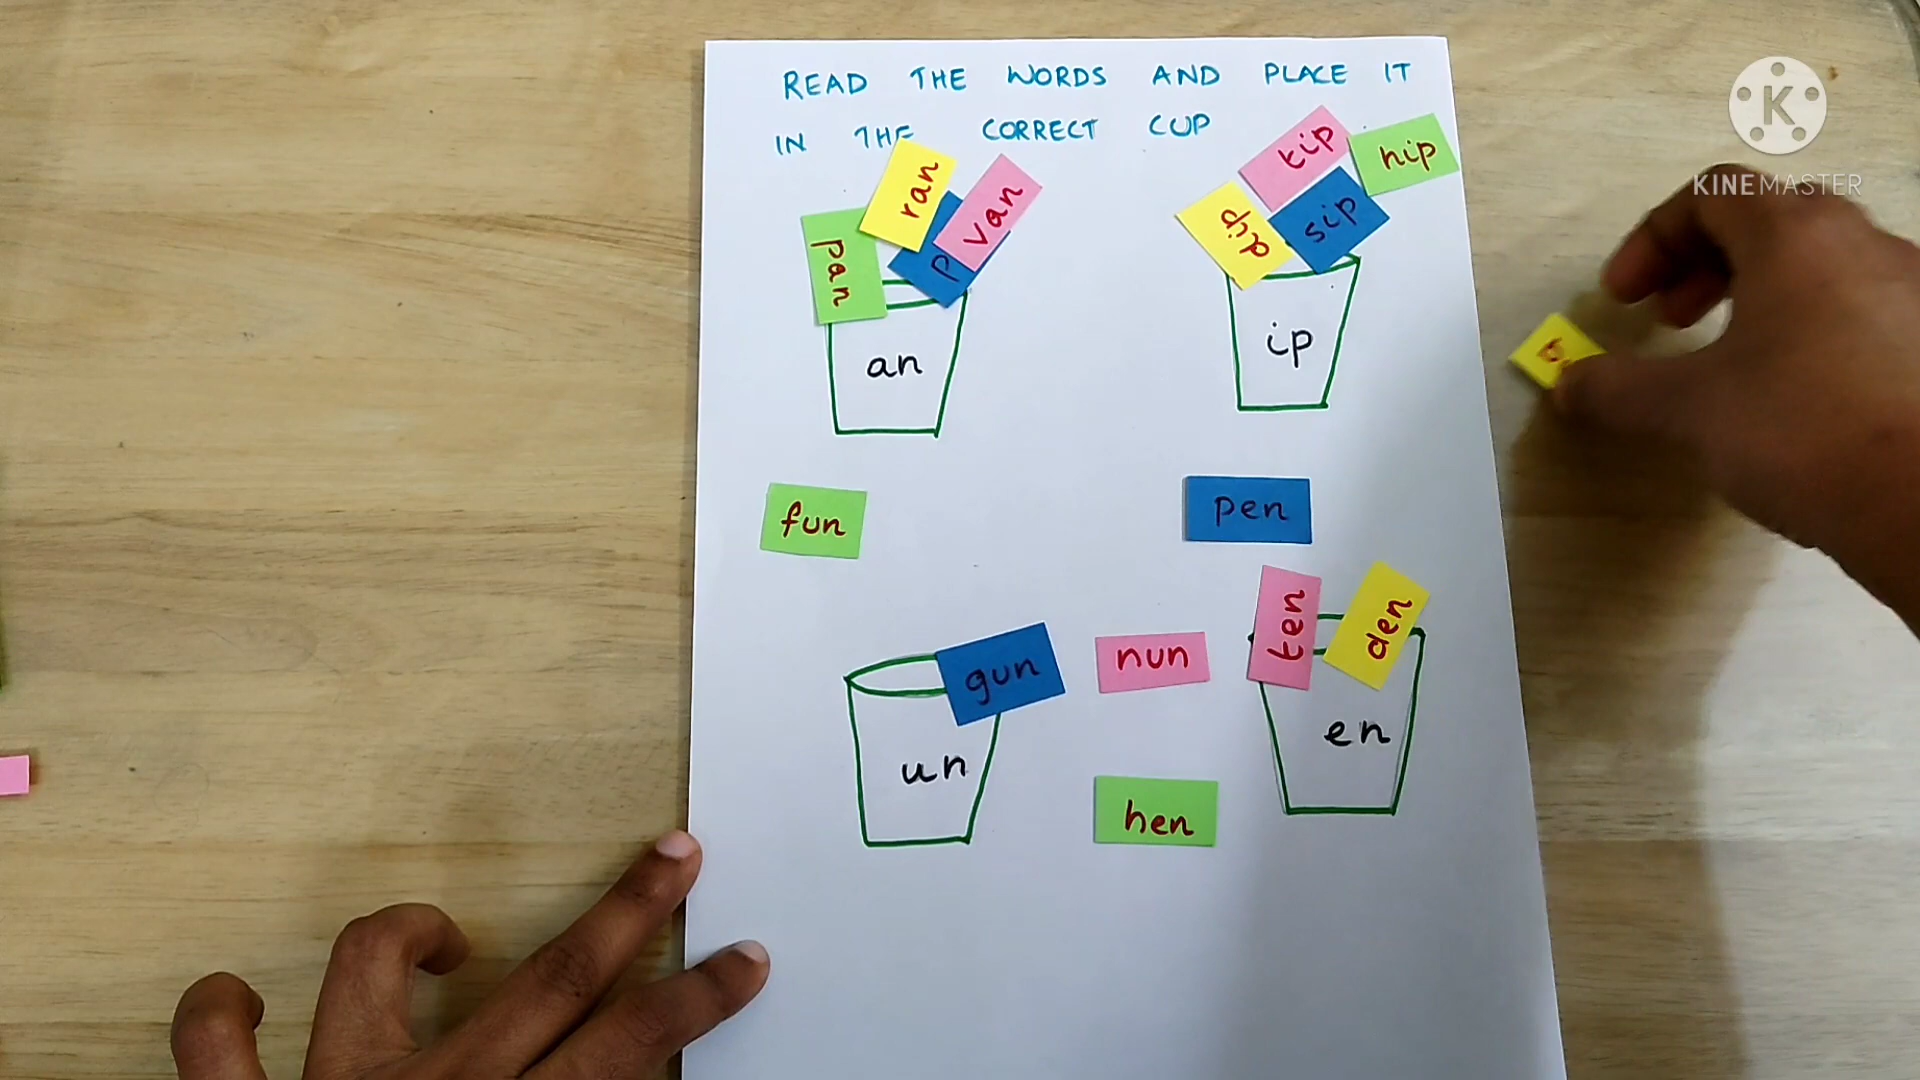 READ THE WORDS AND PLACE IT
IN THE CORRECT CUP
KINEMASTER
tip
hip
ran
van
pan
dip
sip
an
ip
fun
pen
ten
den
gun
nun
un
en
hen